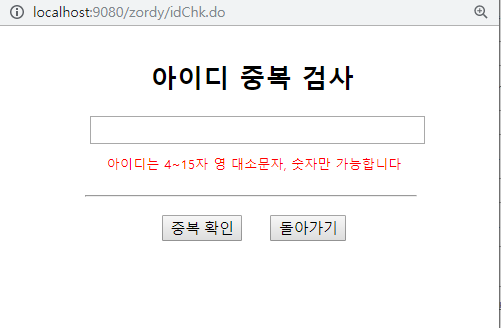 localhost:9080/zordy/idChk.do
아이디 중복 검사
아이디는 4~15자 영 대소문자, 숫자만 가능합니다
중복 확인 돌아가기